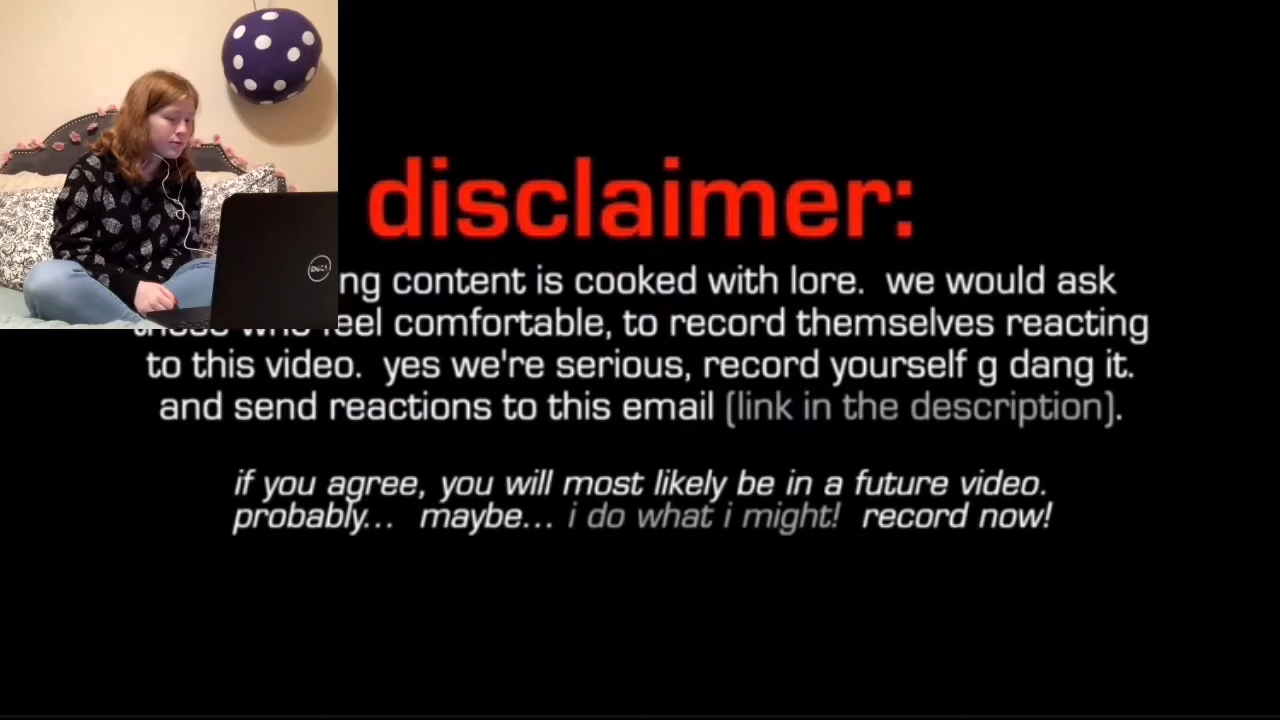 DELL
disclaimer:
ng content is cooked with lore.  we would ask
feel comfortable, to record themselves reacting
to this video.  yes we're serious, record yourself g dang it.
and send reactions to this email (link in the description).
if you agree, you will most likely be in a future video.
probably...  maybe... i do what i might!  record now!